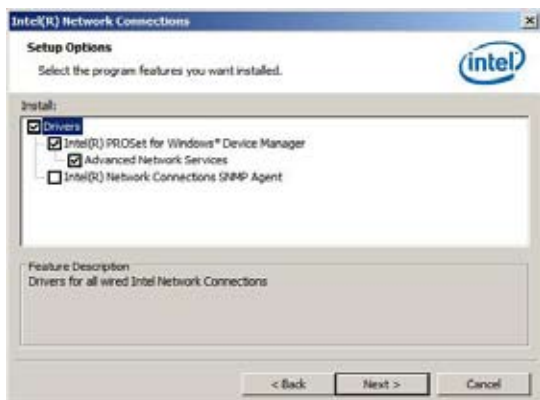 Intel(R) Network Connections
Setup Options
Select the program features you want installed.
intel
Install:
Drivers
Intel(R) PROSet for Windows* Device Manager
Advanced Network Services
Intel(R) Network Connections SNMP Agent
Feature Description
Drivers for all wired Intel Network Connections
< Back
Next >
Cancel